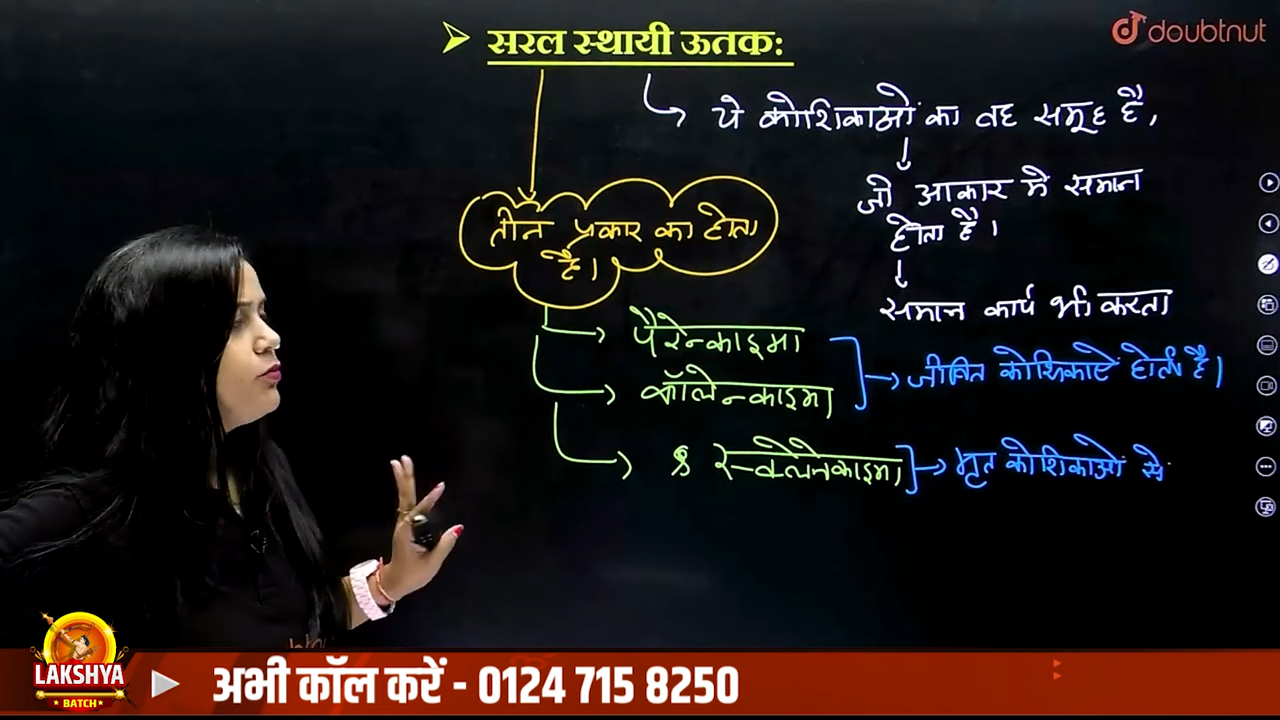 सरल स्थायी ऊतक:
doubtnut
ये कोशिकाओं का वह समूह है,
जो आकार मे समान
होता है।
समान कार्य भी करता
तीन प्रकार का होता
है।
पैरेन्काइमा
कॉलेन्काइमा
जीवित कोशिकाऐं होती है।
स्क्लेरेनकाइमा
मृत कोशिकाओं से
LAKSHYA
BATCH
अभी कॉल करें - 0124 715 8250